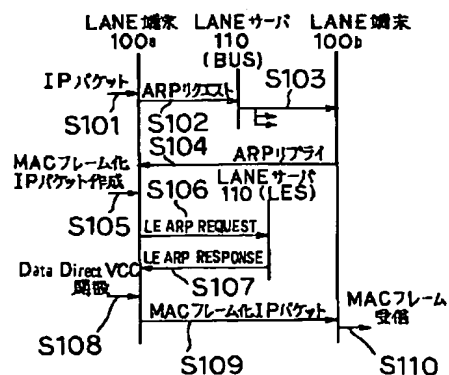 LANE端末 LANEサーバ LANE端末
100a 110 100b
(BUS)
IPパケット
ARPリクエスト
S103
S101
S102
S104
MACフレーム化
IPパケット作成
ARPリプライ
LANEサーバ
S106
110 (LES)
S105
LE ARP REQUEST
LE ARP RESPONSE
Data Direct VCC
開設
S107
MACフレーム化IPパケット
MACフレーム
受信
S108
S109
S110